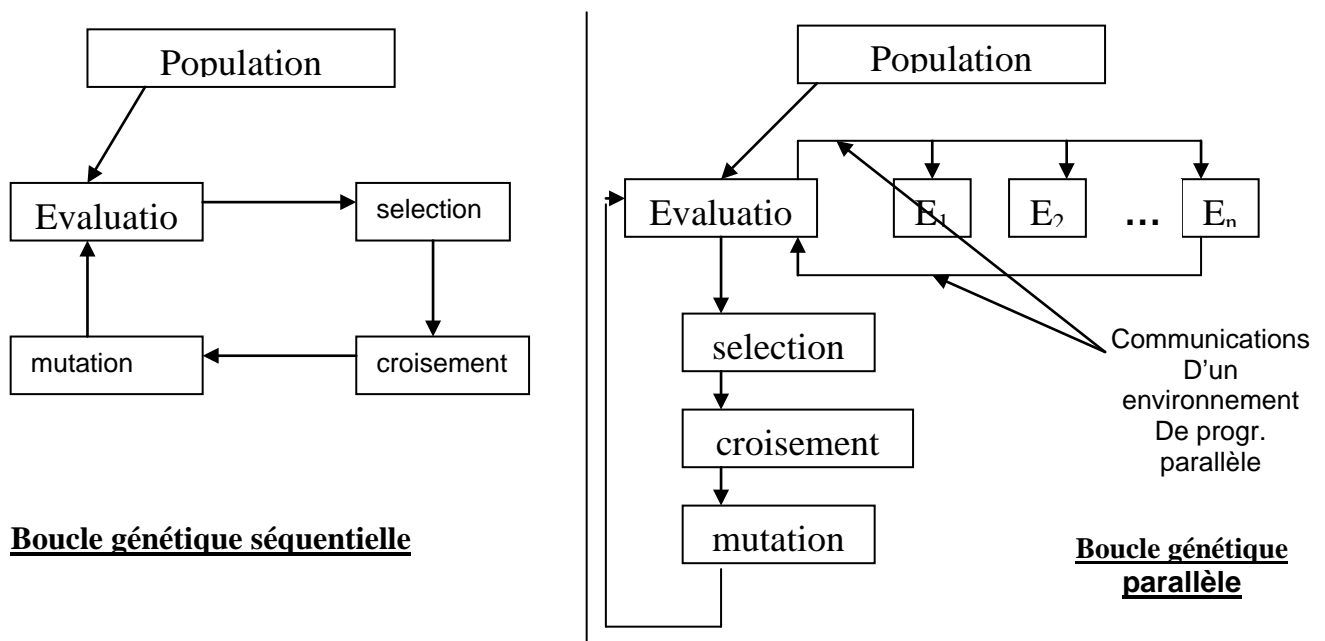 Population
Evaluatio
selection
mutation
croisement
Boucle génétique séquentielle
Population
Evaluatio
E1
E2
...
En
selection
croisement
mutation
Communications
D'un
environnement
De progr.
parallèle
Boucle génétique
parallèle